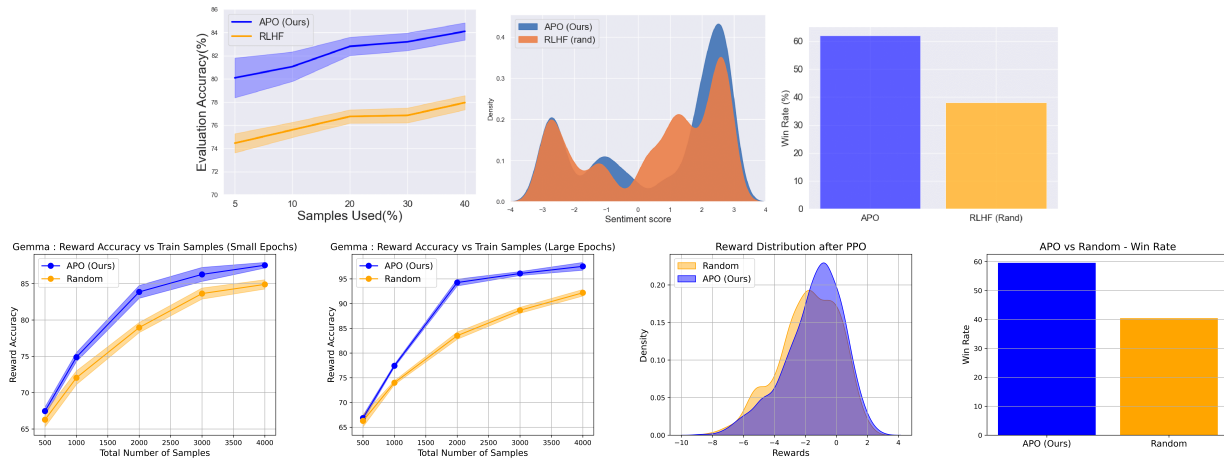 86
84
82
80
78
76
74
72
70
Evaluation Accuracy(%)
APO (Ours)
RLHF
5
10
20
30
40
Samples Used(%)
0.4
0.3
0.2
0.1
0.0
Density
APO (Ours)
RLHF (rand)
−4
−3
−2
−1
0
1
2
3
4
Sentiment score
60
50
40
30
20
10
0
Win Rate (%)
APO
RLHF (Rand)
Gemma : Reward Accuracy vs Train Samples (Small Epochs)
APO (Ours)
Random
85
80
75
70
65
Reward Accuracy
500
1000
1500
2000
2500
3000
3500
4000
Total Number of Samples
Gemma : Reward Accuracy vs Train Samples (Large Epochs)
APO (Ours)
Random
95
90
85
80
75
70
65
Reward Accuracy
500
1000
1500
2000
2500
3000
3500
4000
Total Number of Samples
Reward Distribution after PPO
Random
APO (Ours)
0.20
0.15
0.10
0.05
0.00
Density
−10
−8
−6
−4
−2
0
2
4
Rewards
APO vs Random - Win Rate
60
50
40
30
20
10
0
Win Rate
APO (Ours)
Random